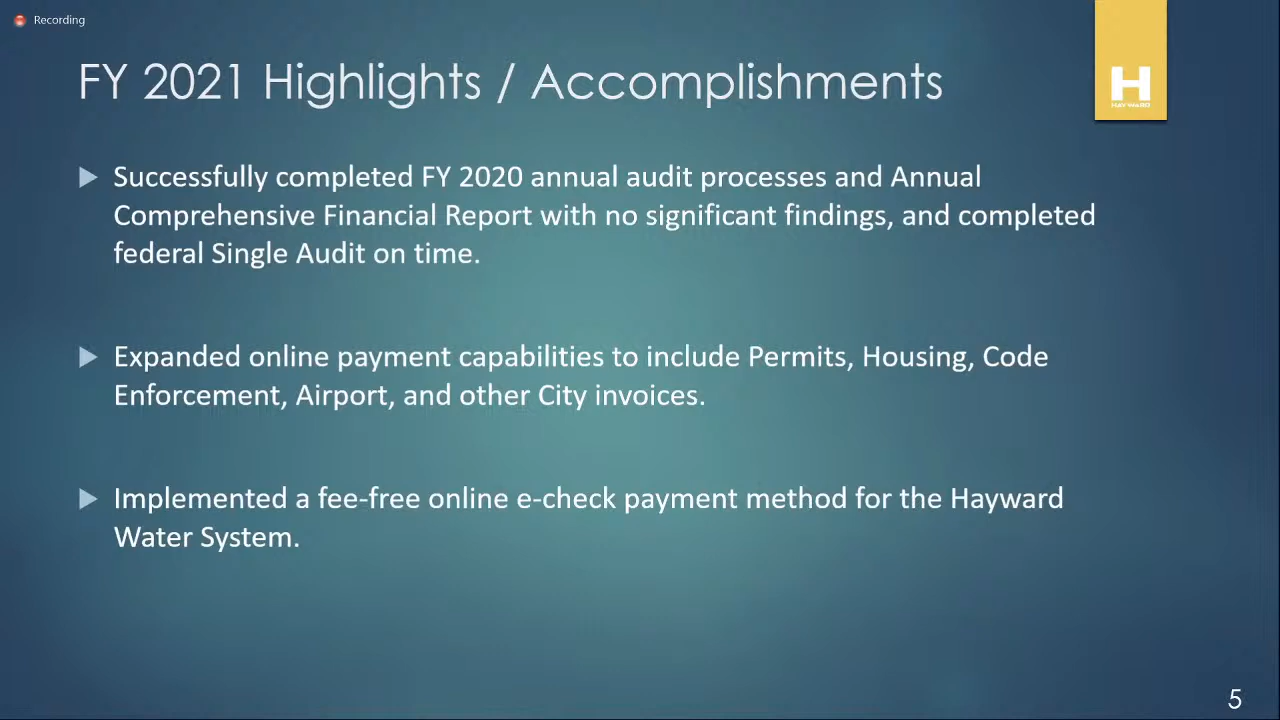 Recording
FY 2021 Highlights / Accomplishments
H
HAYWARD
Successfully completed FY 2020 annual audit processes and Annual
Comprehensive Financial Report with no significant findings, and completed
federal Single Audit on time.
Expanded online payment capabilities to include Permits, Housing, Code
Enforcement, Airport, and other City invoices.
Implemented a fee-free online e-check payment method for the Hayward
Water System.
5